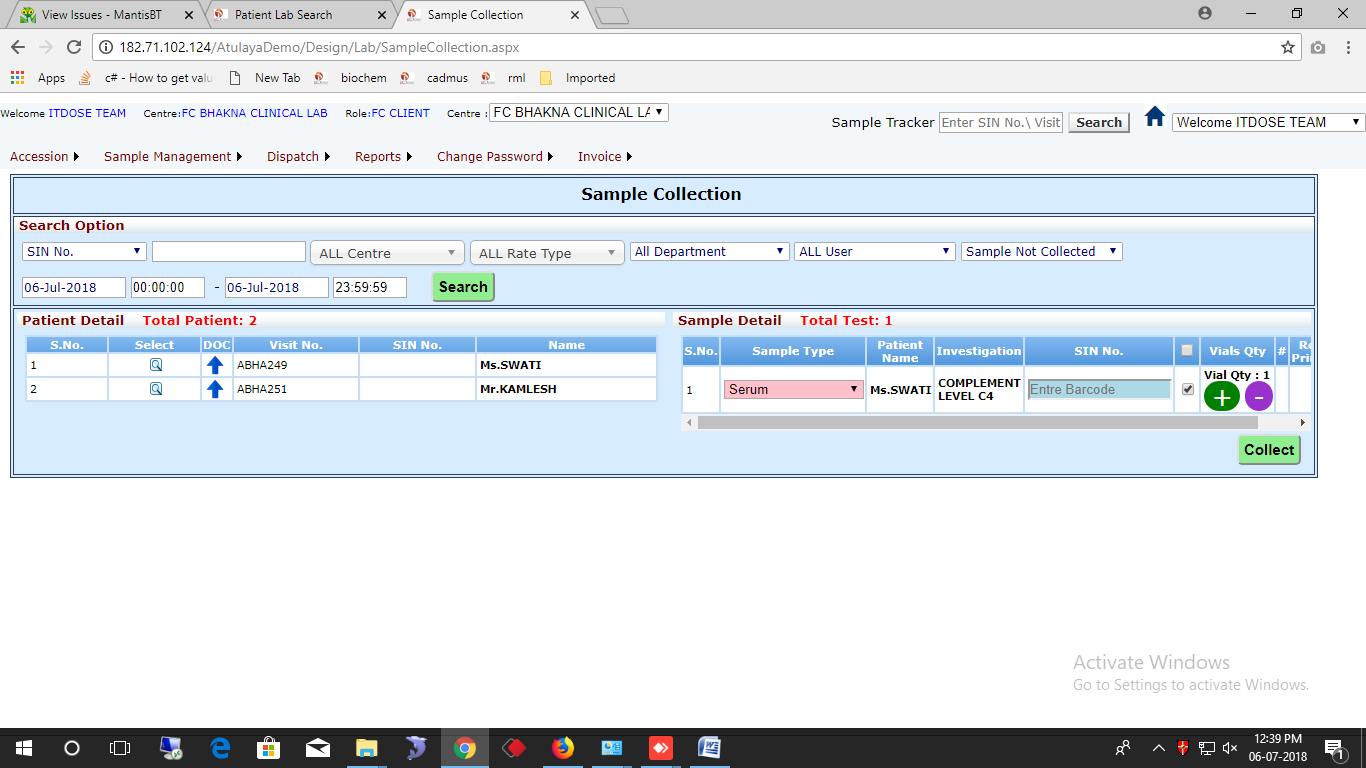 View Issues - MantisBT
Patient Lab Search
Sample Collection
182.71.102.124/AtulayaDemo/Design/Lab/SampleCollection.aspx
Apps
c# - How to get valu
New Tab
biochem
cadmus
rml
Imported
Welcome ITDOSE TEAM Centre:FC BHAKNA CLINICAL LAB Role:FC CLIENT Centre : FC BHAKNA CLINICAL LA
Sample Tracker Enter SIN No.\ Visit Search Welcome ITDOSE TEAM
Accession Sample Management Dispatch Reports Change Password Invoice
Sample Collection
Search Option
SIN No. ALL Centre ALL Rate Type All Department ALL User Sample Not Collected
06-Jul-2018 00:00:00 - 06-Jul-2018 23:59:59 Search
Patient Detail Total Patient: 2
S.No. Select DOC Visit No. SIN No. Name
1 ABHA249 Ms.SWATI
2 ABHA251 Mr.KAMLESH
Sample Detail Total Test: 1
S.No. Sample Type Patient Name Investigation SIN No. Vials Qty # Re Pri
1 Serum Ms.SWATI COMPLEMENT LEVEL C4 Entre Barcode Vial Qty : 1
+ -
Collect
Activate Windows
Go to Settings to activate Windows.
12:39 PM
06-07-2018
1